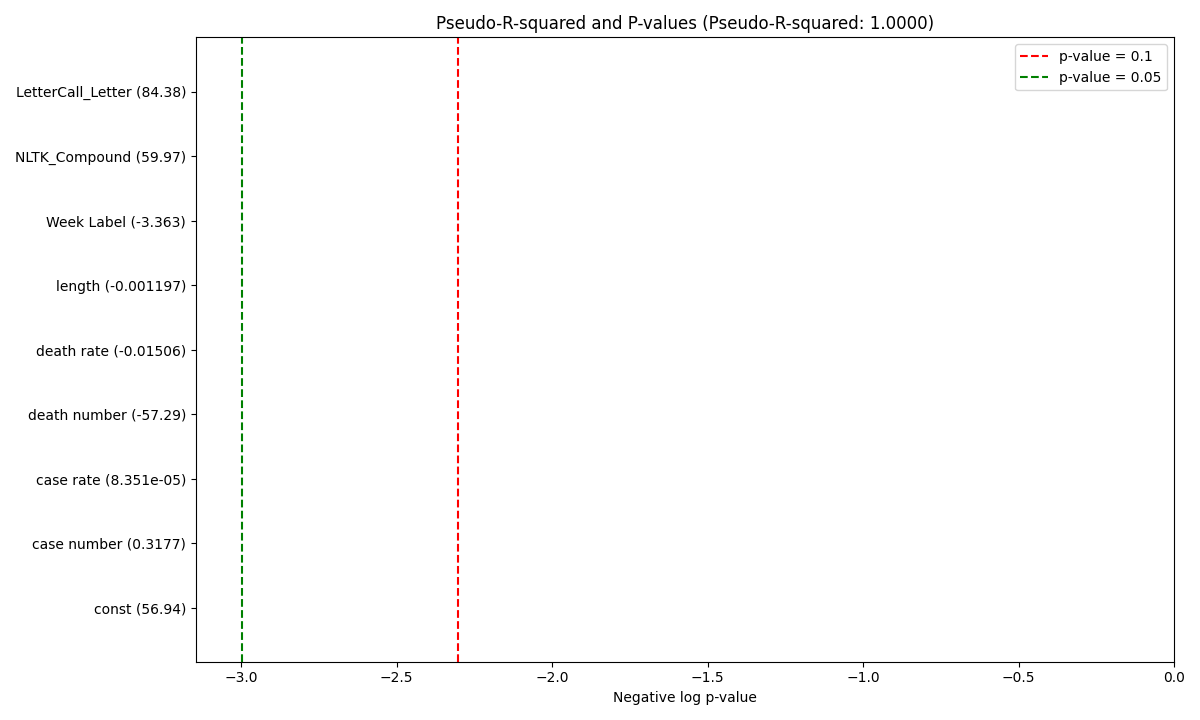 Pseudo-R-squared and P-values (Pseudo-R-squared: 1.0000)
p-value = 0.1
p-value = 0.05
LetterCall_Letter (84.38)
NLTK_Compound (59.97)
Week Label (-3.363)
length (-0.001197)
death rate (-0.01506)
death number (-57.29)
case rate (8.351e-05)
case number (0.3177)
const (56.94)
−3.0 −2.5 −2.0 −1.5 −1.0 −0.5 0.0
Negative log p-value